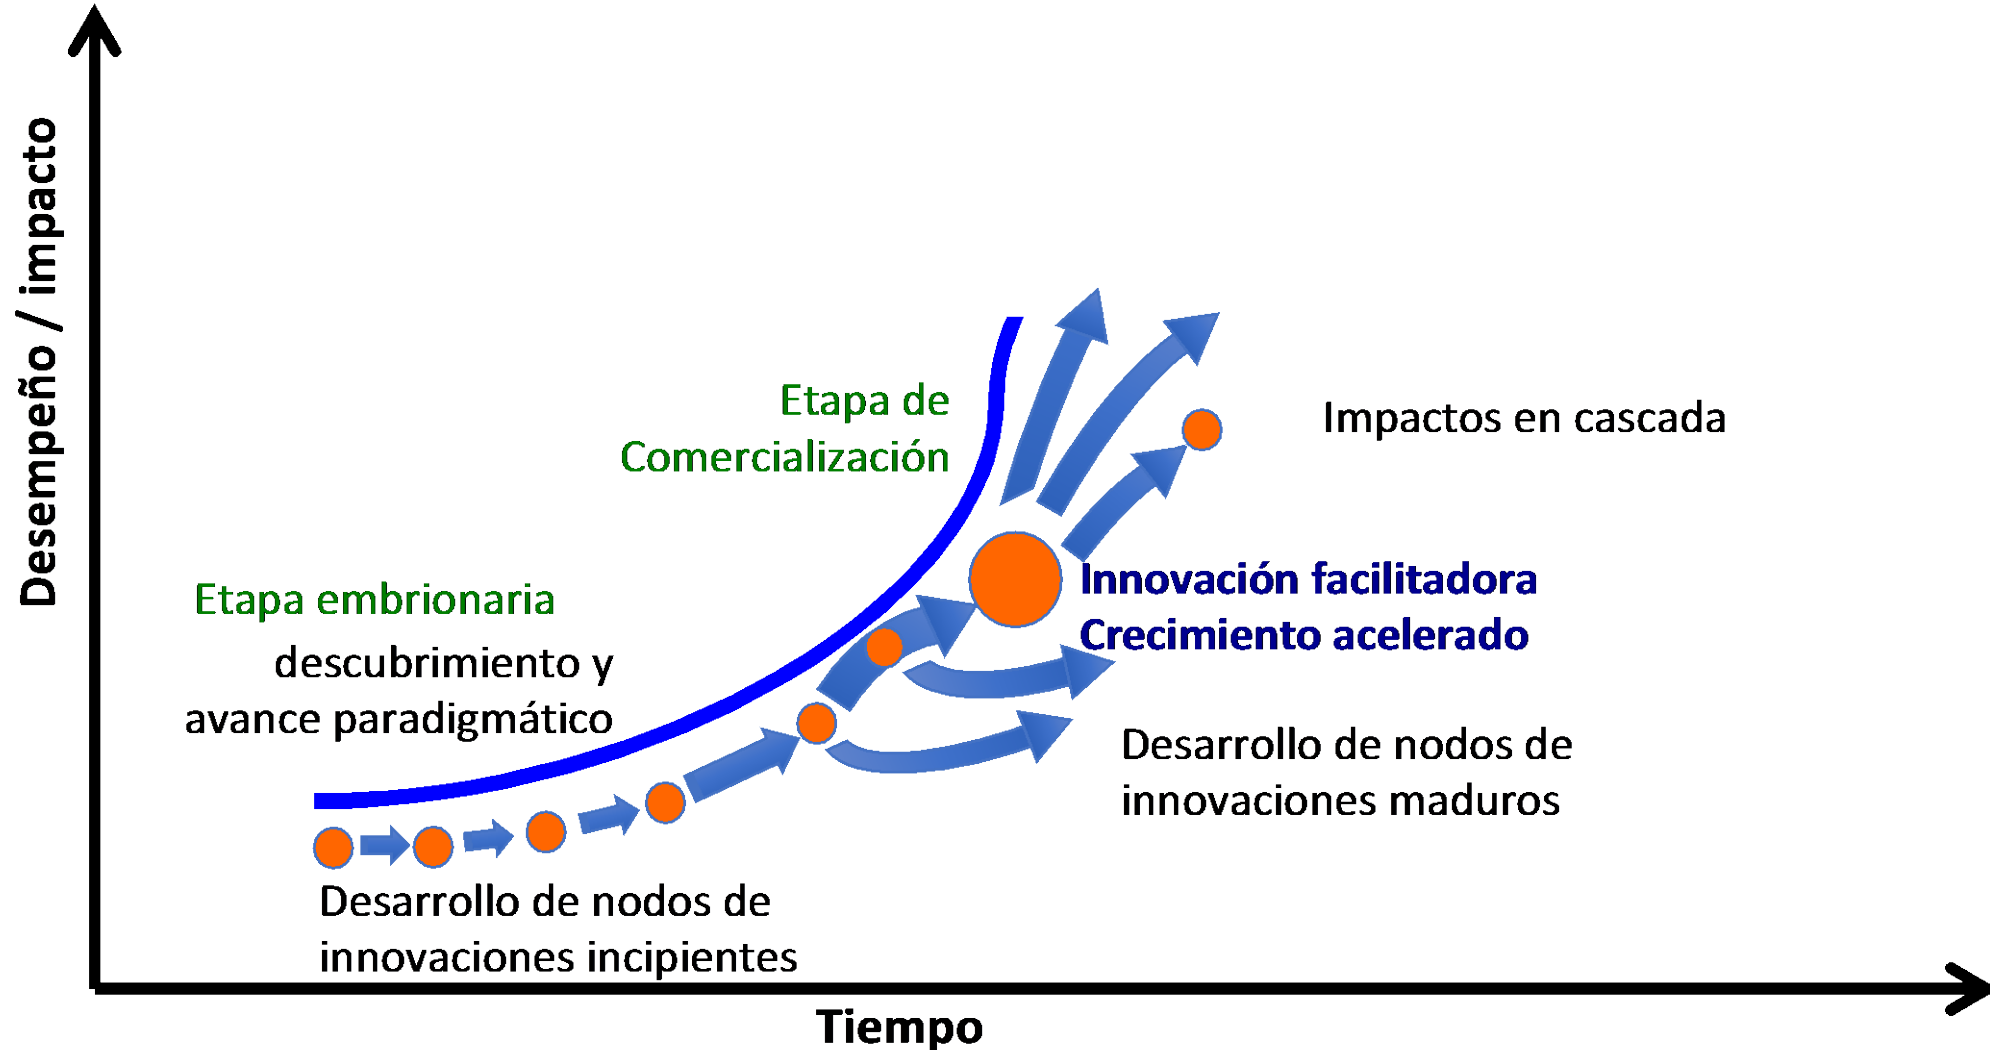 Desempeño / impacto
Etapa de
Comercialización
Impactos en cascada
Etapa embrionaria
descubrimiento y
avance paradigmático
Innovación facilitadora
Crecimiento acelerado
Desarrollo de nodos de
innovaciones maduros
Desarrollo de nodos de
innovaciones incipientes
Tiempo